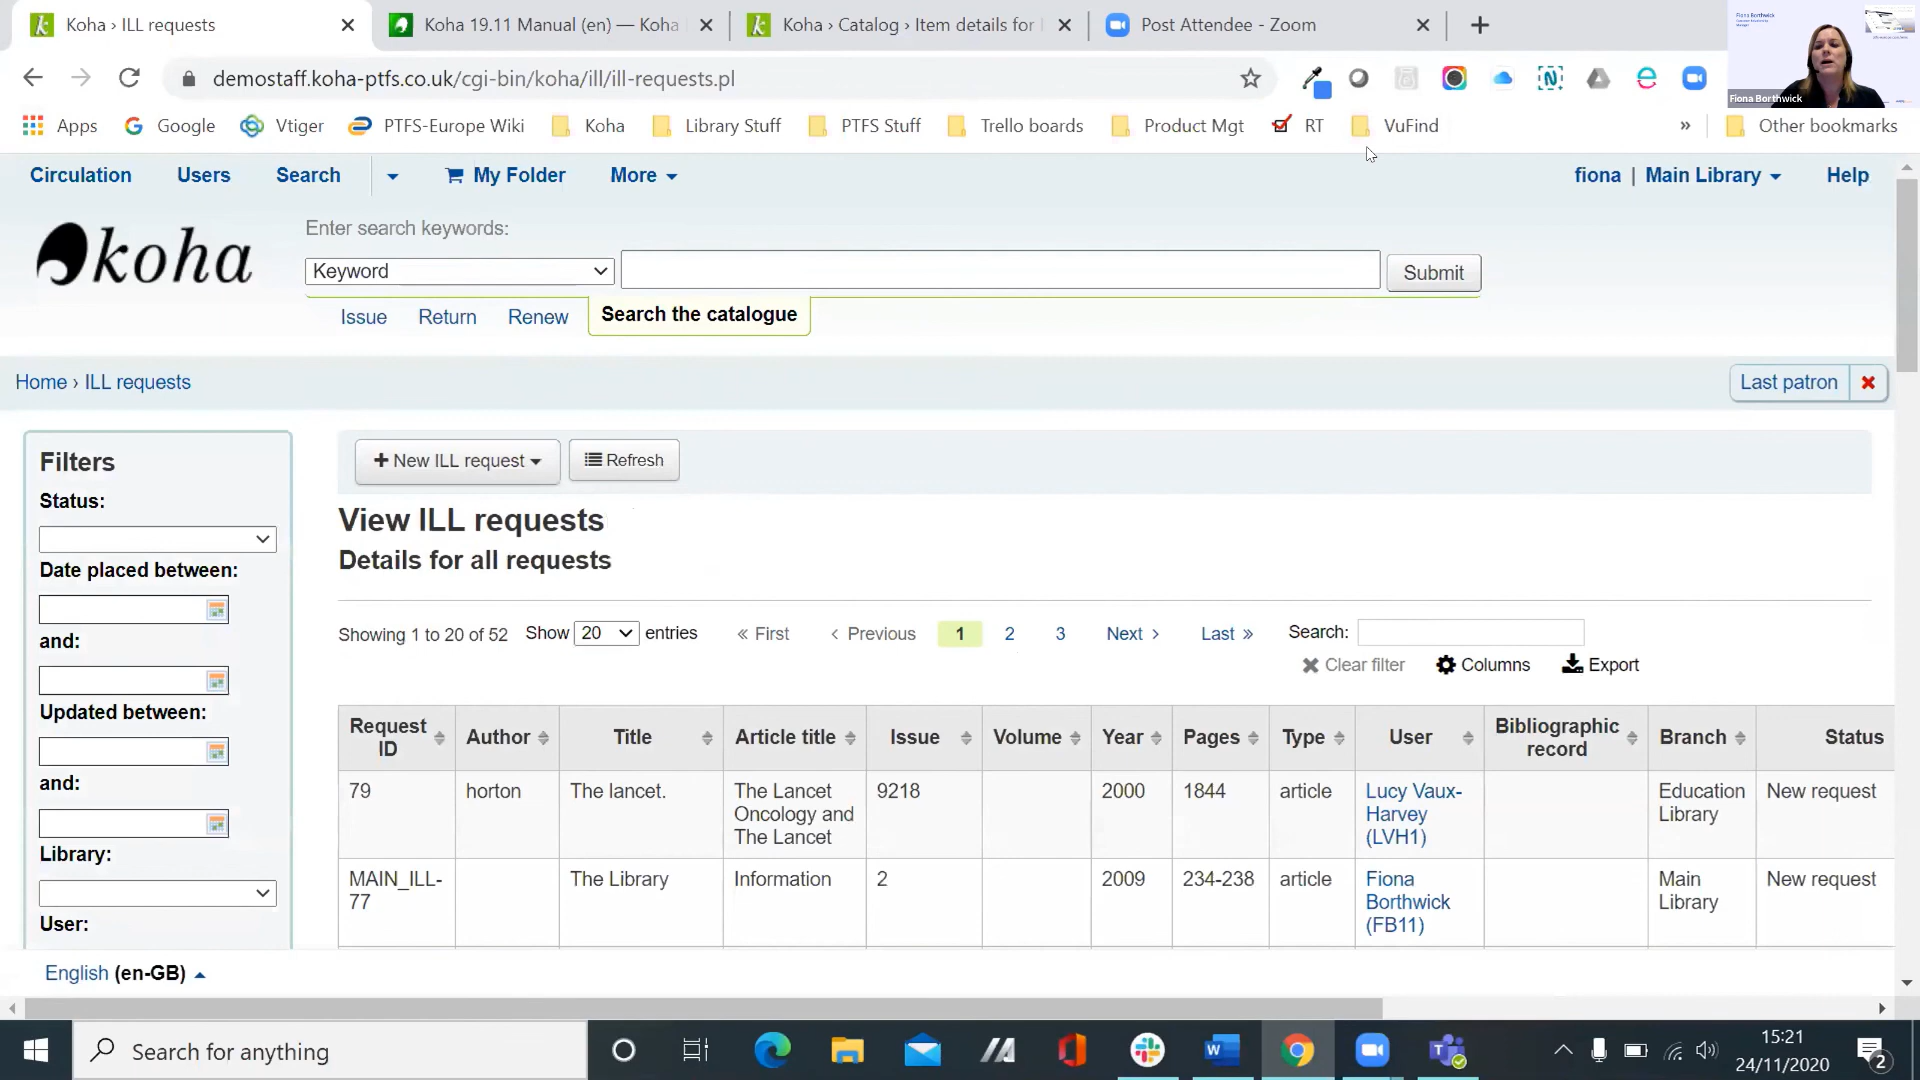 Koha › ILL requests
Koha 19.11 Manual (en) — Koha
Koha › Catalog › Item details for
Post Attendee - Zoom
demostaff.koha-ptfs.co.uk/cgi-bin/koha/ill/ill-requests.pl
Fiona Borthwick
Fiona Borthwick
Apps
Google
Vtiger
PTFS-Europe Wiki
Koha
Library Stuff
PTFS Stuff
Trello boards
Product Mgt
RT
VuFind
»
Other bookmarks
Circulation
Users
Search
My Folder
More
fiona | Main Library
Help
koha
Enter search keywords:
Keyword
Submit
Issue
Return
Renew
Search the catalogue
Home › ILL requests
Last patron
Filters
Status:
Date placed between:
and:
Updated between:
and:
Library:
User:
+ New ILL request
Refresh
View ILL requests
Details for all requests
Showing 1 to 20 of 52
Show 20 entries
« First
‹ Previous
1
2
3
Next ›
Last »
Search:
Clear filter
Columns
Export
Request ID
Author
Title
Article title
Issue
Volume
Year
Pages
Type
User
Bibliographic record
Branch
Status
79
horton
The lancet.
The Lancet Oncology and The Lancet
9218
2000
1844
article
Lucy Vaux-Harvey (LVH1)
Education Library
New request
MAIN_ILL-77
The Library
Information
2
2009
234-238
article
Fiona Borthwick (FB11)
Main Library
New request
English (en-GB)
Search for anything
15:21
24/11/2020
2